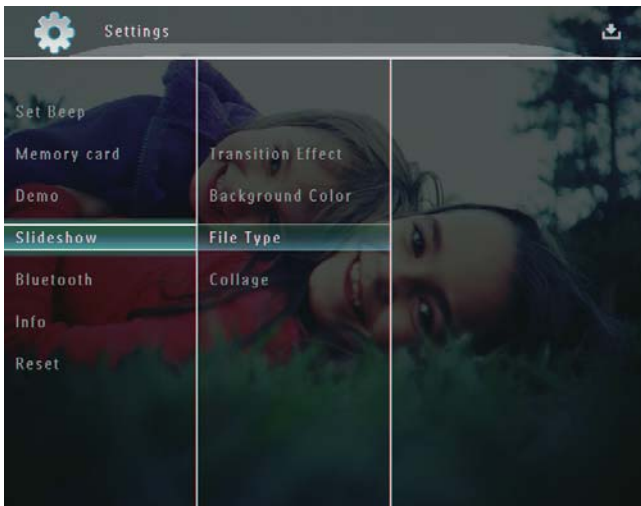 Settings
Set Beep
Memory card
Demo
Slideshow
Bluetooth
Info
Reset
Transition Effect
Background Color
File Type
Collage